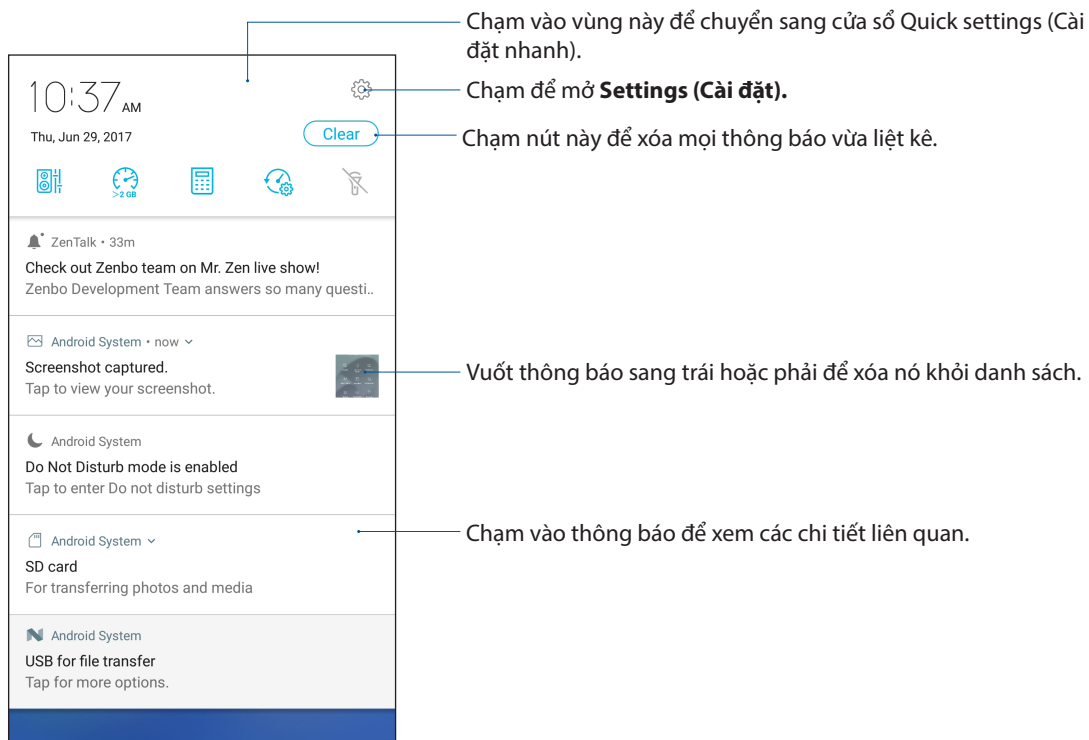 Chạm vào vùng này để chuyển sang cửa sổ Quick settings (Cài
đặt nhanh).
10:37 AM
Chạm để mở Settings (Cài đặt).
Thu, Jun 29, 2017
Clear
Chạm nút này để xóa mọi thông báo vừa liệt kê.
>2 GB
ZenTalk • 33m
Check out Zenbo team on Mr. Zen live show!
Zenbo Development Team answers so many questi..
Android System • now
Screenshot captured.
Tap to view your screenshot.
Vuốt thông báo sang trái hoặc phải để xóa nó khỏi danh sách.
Android System
Do Not Disturb mode is enabled
Tap to enter Do not disturb settings
Chạm vào thông báo để xem các chi tiết liên quan.
Android System
SD card
For transferring photos and media
Android System
USB for file transfer
Tap for more options.